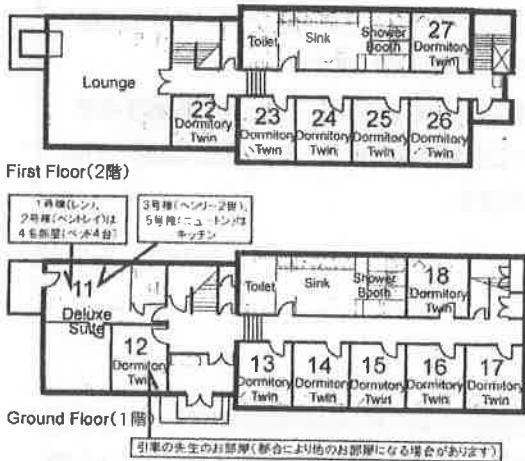 Toilet
Sink
Shower Booth
27
Dormitory Twin
Lounge
22
Dormitory Twin
23
Dormitory Twin
24
Dormitory Twin
25
Dormitory Twin
26
Dormitory Twin
First Floor(2階)
1号棟(レン)、
2号棟(ベントレイ)は
4名部屋(ベッド4台)
3号棟(ヘンリー2世)、
5号棟(ニュートン)は
キッチン
11
Deluxe Suite
12
Dormitory Twin
Toilet
Sink
Shower Booth
18
Dormitory Twin
13
Dormitory Twin
14
Dormitory Twin
15
Dormitory Twin
16
Dormitory Twin
17
Dormitory Twin
Ground Floor(1階)
引率の先生のお部屋(都合により他のお部屋になる場合があります)